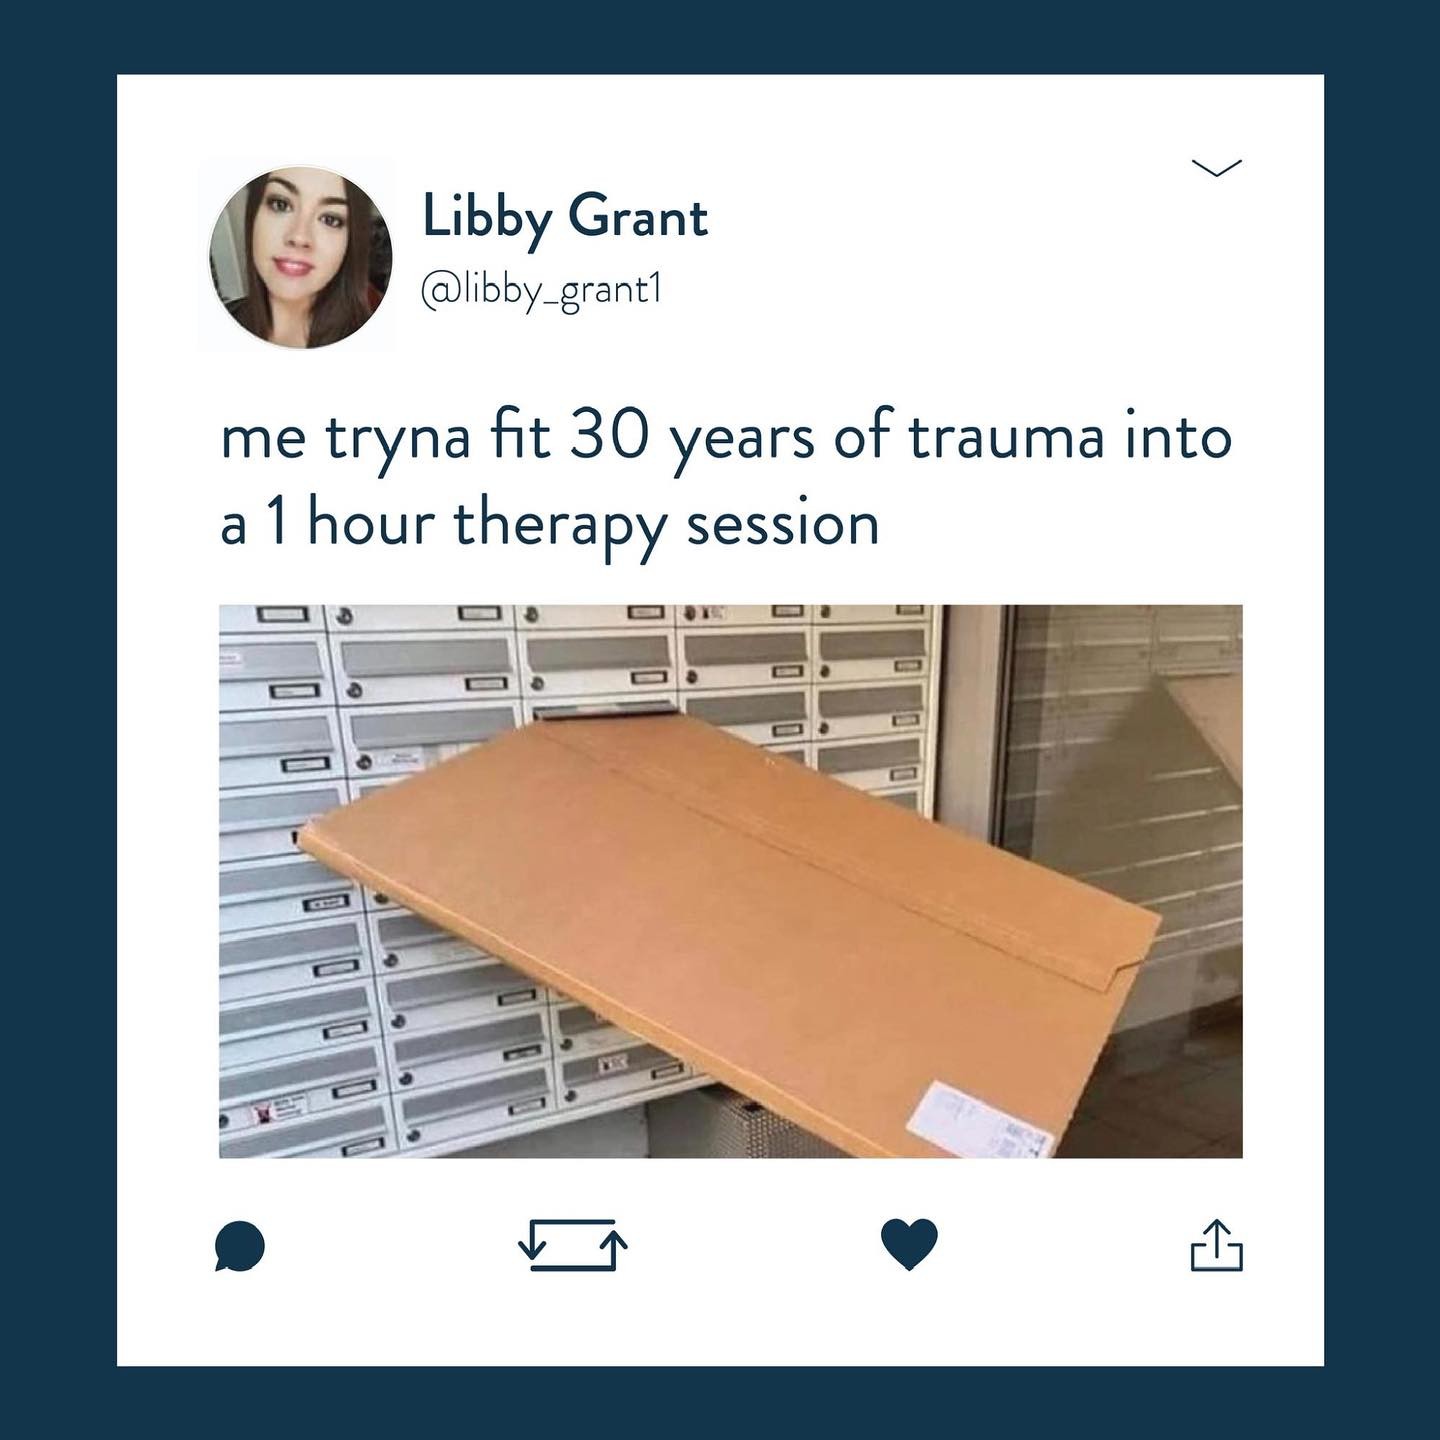 Libby Grant
@libby_grant1
me tryna fit 30 years of trauma into
a 1 hour therapy session